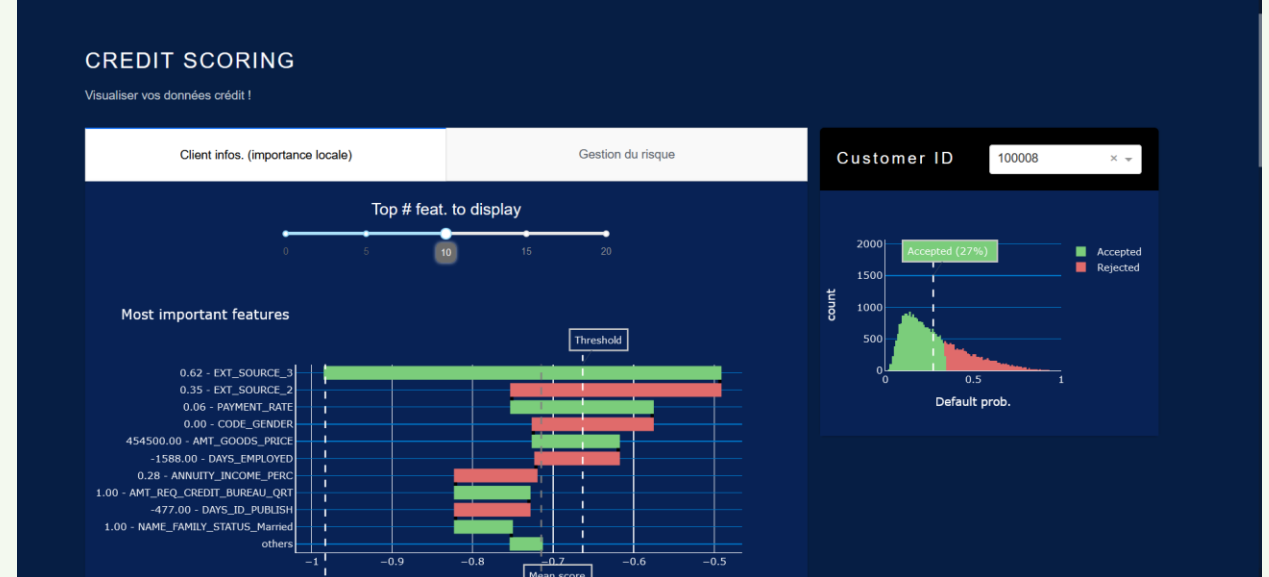 CREDIT SCORING
Visualiser vos données crédit !
Client infos. (importance locale)
Gestion du risque
Top # feat. to display
0 5 10 15 20
Most important features
Threshold
0.62 - EXT_SOURCE_3
0.35 - EXT_SOURCE_2
0.06 - PAYMENT_RATE
0.00 - CODE_GENDER
454500.00 - AMT_GOODS_PRICE
-1588.00 - DAYS_EMPLOYED
0.28 - ANNUITY_INCOME_PERC
1.00 - AMT_REQ_CREDIT_BUREAU_QRT
-477.00 - DAYS_ID_PUBLISH
1.00 - NAME_FAMILY_STATUS_Married
others
−1 −0.9 −0.8 −0.7 −0.6 −0.5
Mean score
Customer ID
100008
Accepted (27%)
Accepted
Rejected
2000
1500
1000
500
0
count
0 0.5 1
Default prob.